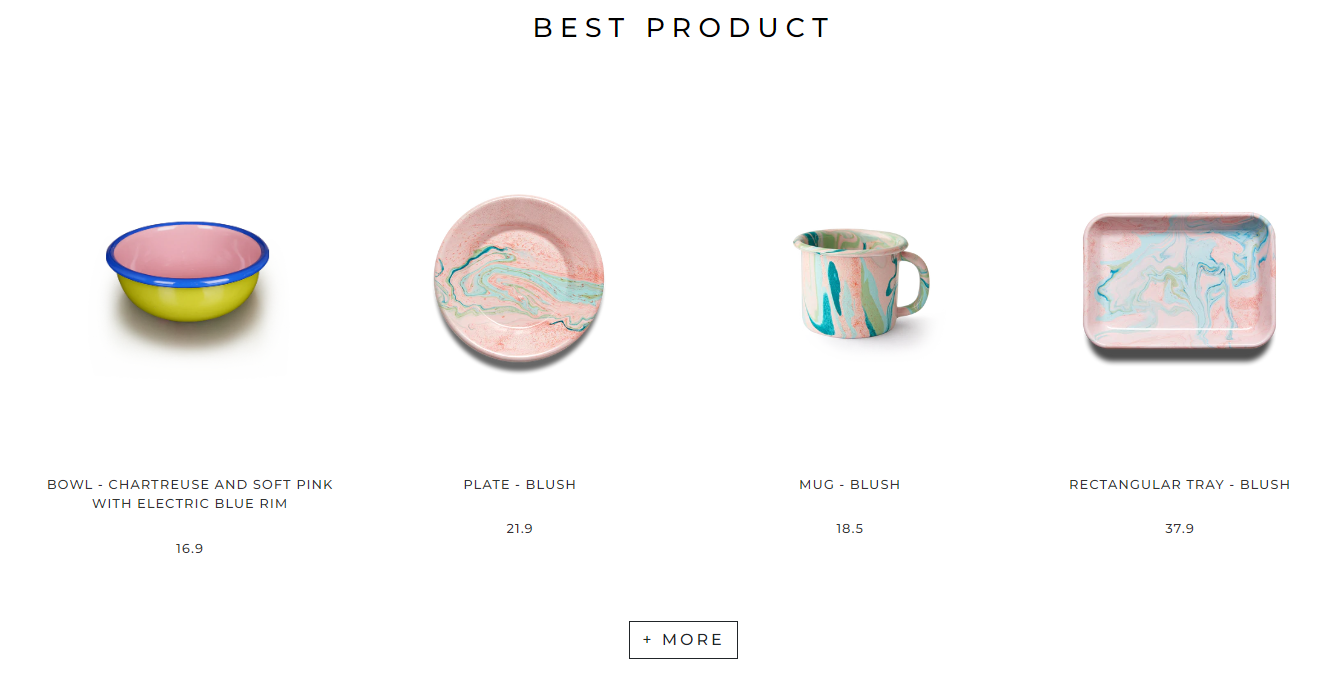 BEST PRODUCT
BOWL - CHARTREUSE AND SOFT PINK
WITH ELECTRIC BLUE RIM
16.9
PLATE - BLUSH
21.9
MUG - BLUSH
18.5
RECTANGULAR TRAY - BLUSH
37.9
+ MORE